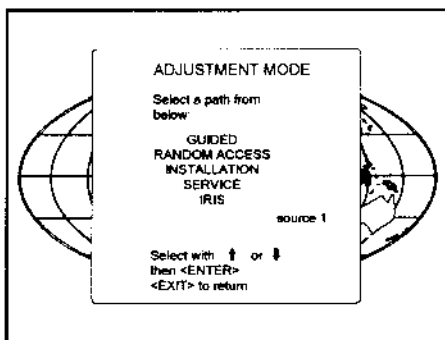 ADJUSTMENT MODE
Select a path from
below:
GUIDED
RANDOM ACCESS
INSTALLATION
SERVICE
IRIS
source 1
Select with ⬆ or ⬇
then <ENTER>
<EXIT> to return